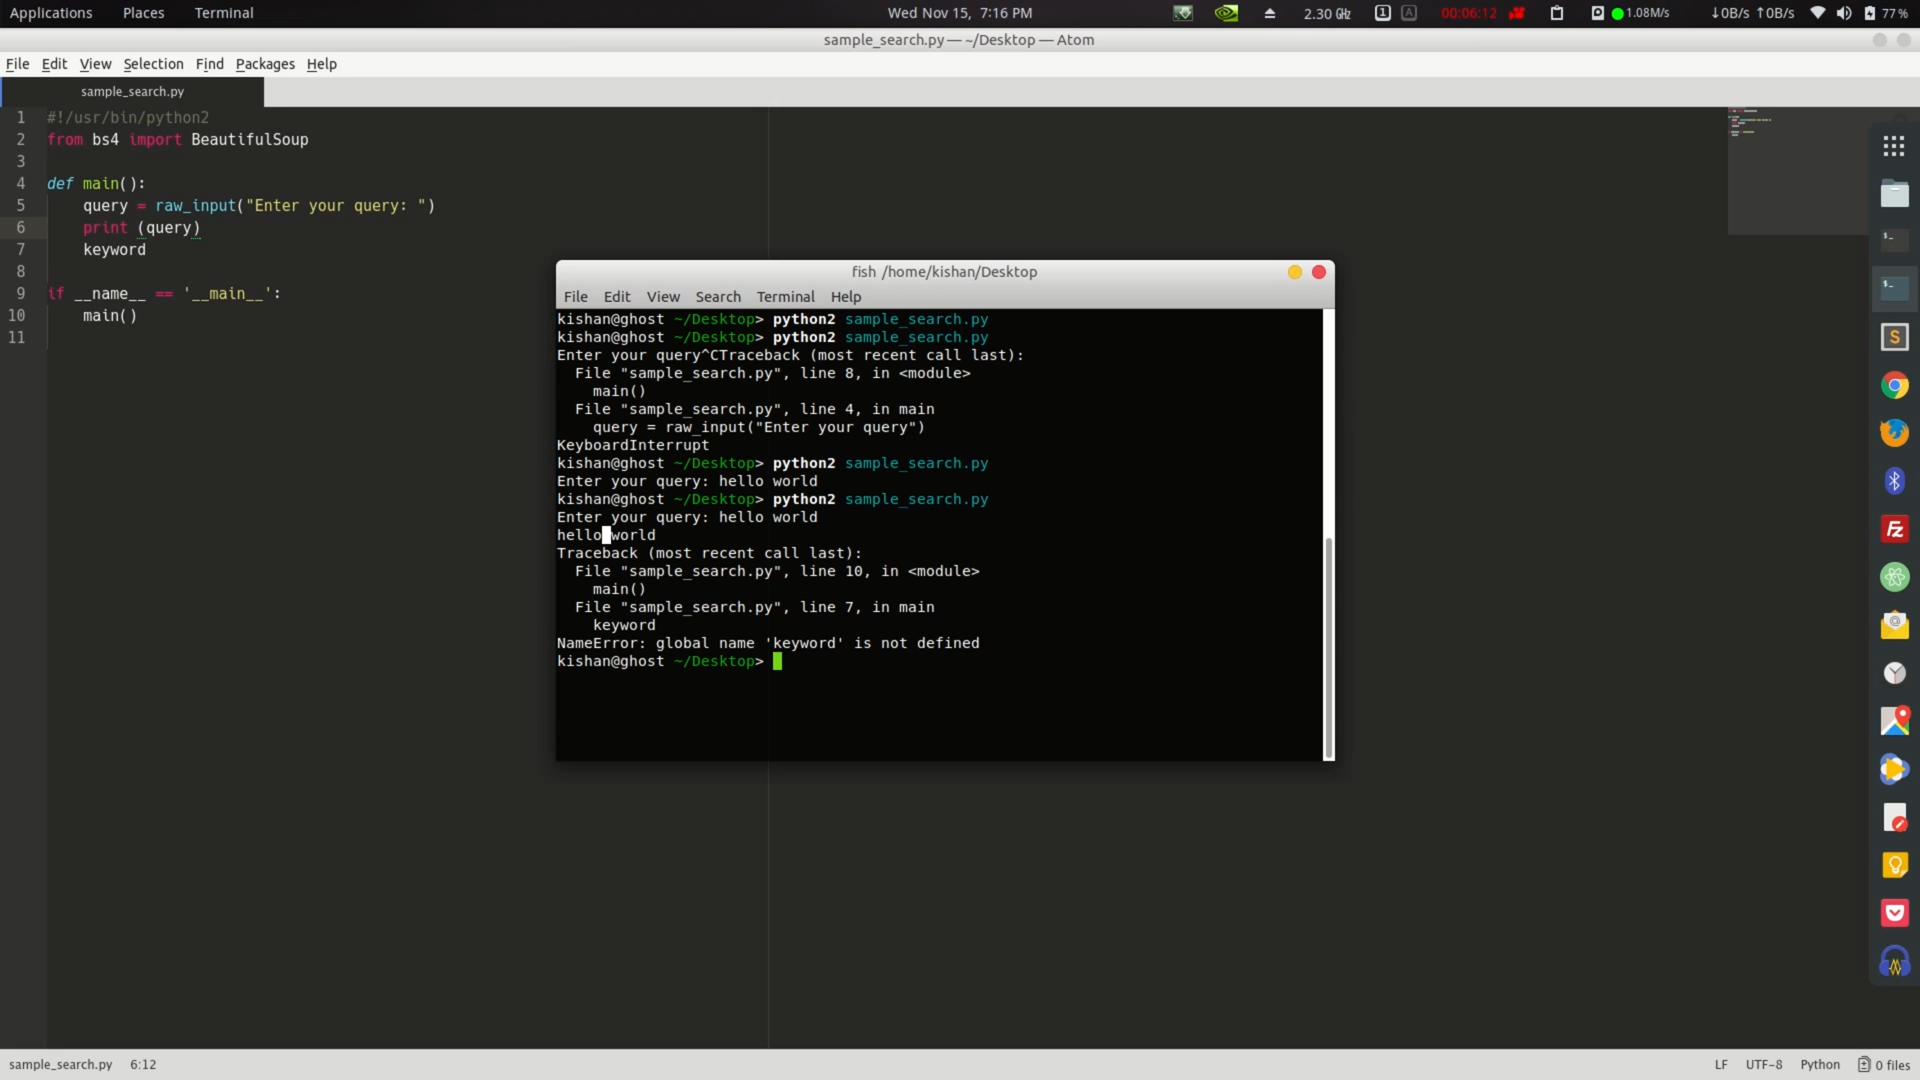 Applications Places Terminal Wed Nov 15, 7:16 PM 2.30 GHz 1 A 00:06:12 1.08M/s ↓0B/s ↑0B/s 77%
sample_search.py — ~/Desktop — Atom
File Edit View Selection Find Packages Help
sample_search.py
1 #!/usr/bin/python2
2 from bs4 import BeautifulSoup
3
4 def main():
5 query = raw_input("Enter your query: ")
6 print (query)
7 keyword
8
9 if __name__ == '__main__':
10 main()
11
fish /home/kishan/Desktop
File Edit View Search Terminal Help
kishan@ghost ~/Desktop> python2 sample_search.py
kishan@ghost ~/Desktop> python2 sample_search.py
Enter your query^CTraceback (most recent call last):
File "sample_search.py", line 8, in <module>
main()
File "sample_search.py", line 4, in main
query = raw_input("Enter your query")
KeyboardInterrupt
kishan@ghost ~/Desktop> python2 sample_search.py
Enter your query: hello world
kishan@ghost ~/Desktop> python2 sample_search.py
Enter your query: hello world
hello world
Traceback (most recent call last):
File "sample_search.py", line 10, in <module>
main()
File "sample_search.py", line 7, in main
keyword
NameError: global name 'keyword' is not defined
kishan@ghost ~/Desktop>
$_
$_
S
Fz
sample_search.py 6:12 LF UTF-8 Python 0 files